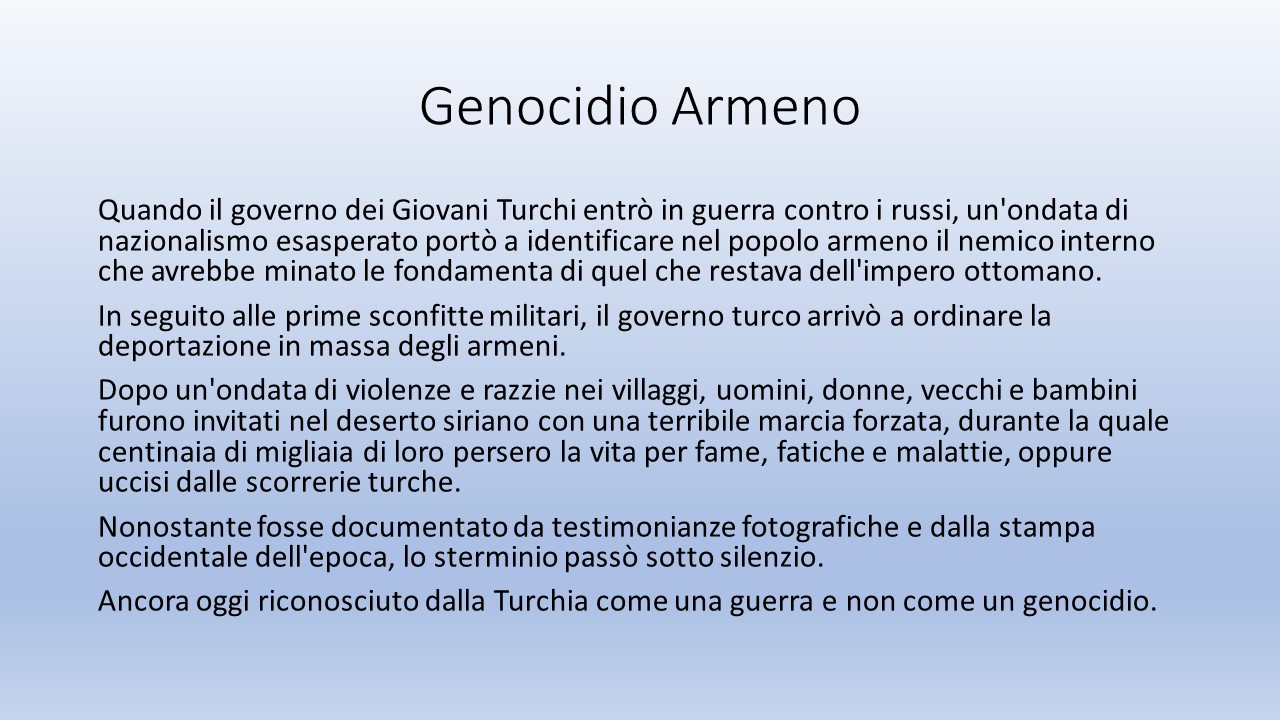 Genocidio Armeno
Quando il governo dei Giovani Turchi entrò in guerra contro i russi, un'ondata di
nazionalismo esasperato portò a identificare nel popolo armeno il nemico interno
che avrebbe minato le fondamenta di quel che restava dell'impero ottomano.
In seguito alle prime sconfitte militari, il governo turco arrivò a ordinare la
deportazione in massa degli armeni.
Dopo un'ondata di violenze e razzie nei villaggi, uomini, donne, vecchi e bambini
furono invitati nel deserto siriano con una terribile marcia forzata, durante la quale
centinaia di migliaia di loro persero la vita per fame, fatiche e malattie, oppure
uccisi dalle scorrerie turche.
Nonostante fosse documentato da testimonianze fotografiche e dalla stampa
occidentale dell'epoca, lo sterminio passò sotto silenzio.
Ancora oggi riconosciuto dalla Turchia come una guerra e non come un genocidio.